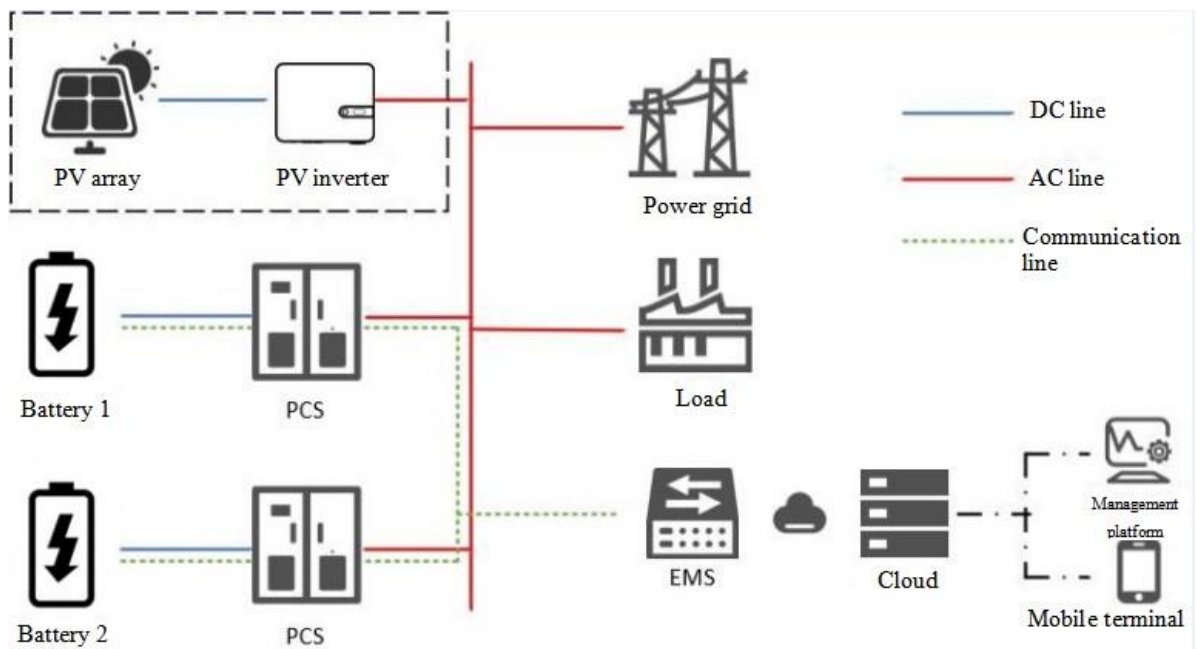 PV array
PV inverter
Power grid
DC line
AC line
Communication
line
Battery 1
PCS
Load
Battery 2
PCS
EMS
Cloud
Management
platform
Mobile terminal